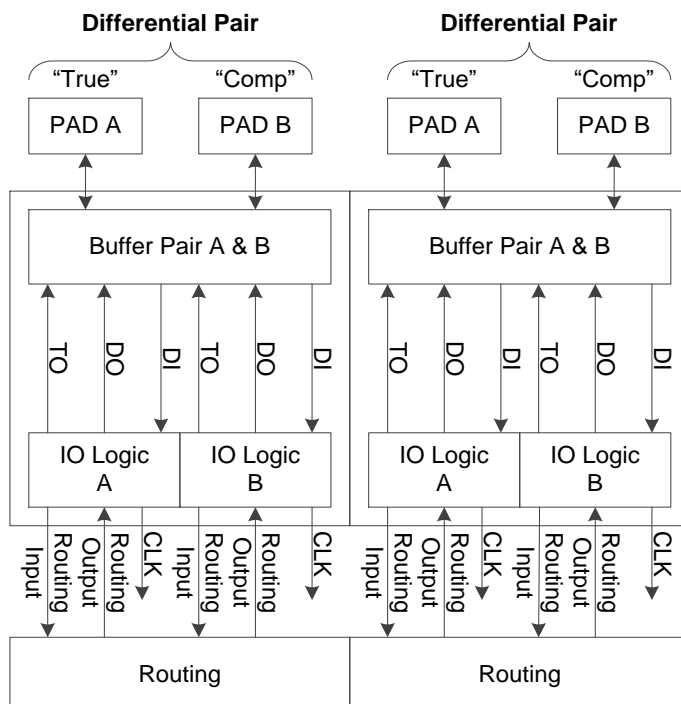 Differential Pair Differential Pair
“True” “Comp” “True” “Comp”
PAD A PAD B PAD A PAD B
Buffer Pair A & B Buffer Pair A & B
TO DO DI TO DO DI TO DO DI TO DO DI
IO Logic A IO Logic B IO Logic A IO Logic B
Routing Input
Routing Output
CLK
Routing Input
Routing Output
CLK
Routing Input
Routing Output
CLK
Routing Input
Routing Output
CLK
Routing Routing